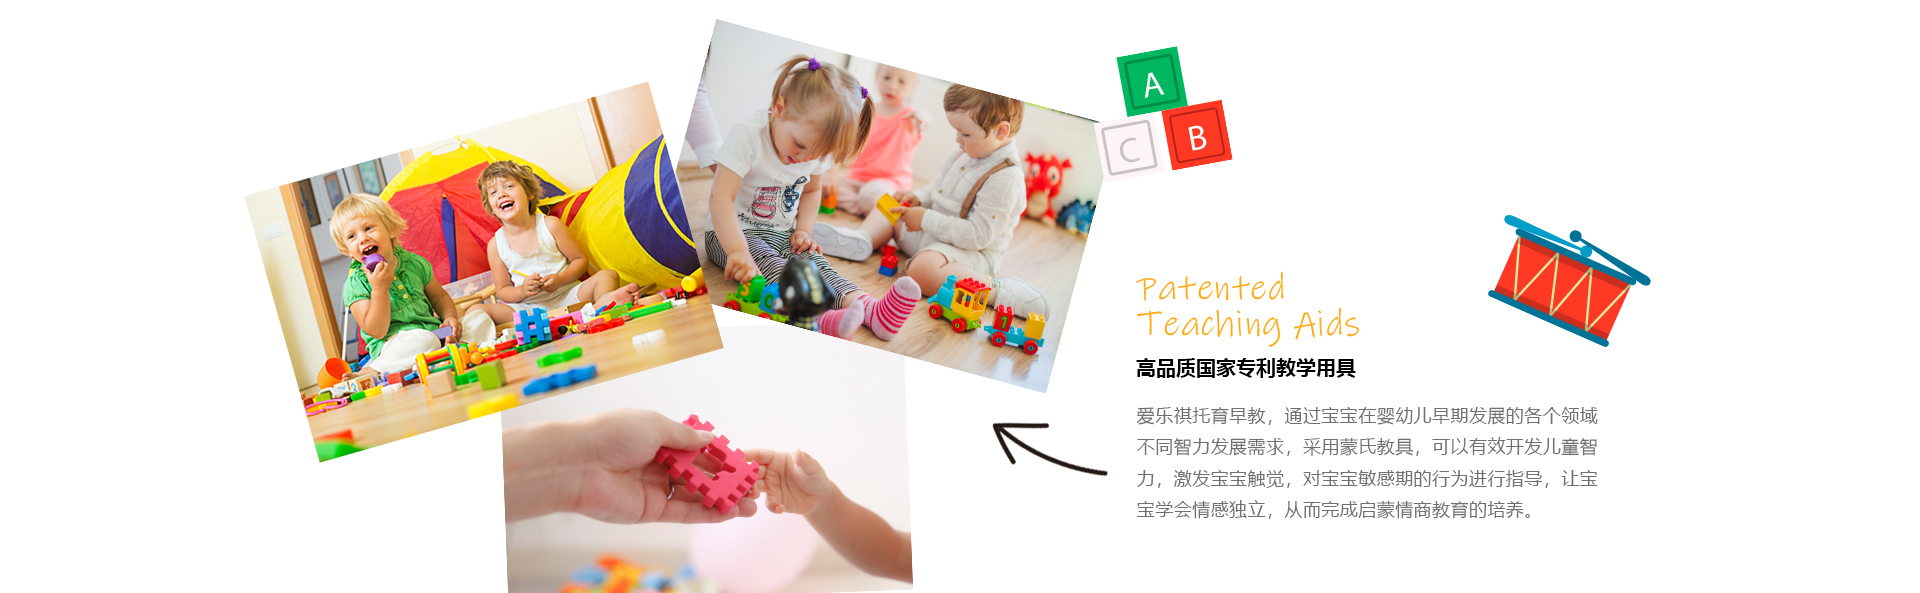 A
B
C
Patented
Teaching Aids
高品质国家专利教学用具
爱乐祺托育早教，通过宝宝在婴幼儿早期发展的各个领域
不同智力发展需求，采用蒙氏教具，可以有效开发儿童智
力，激发宝宝触觉，对宝宝敏感期的行为进行指导，让宝
宝学会情感独立，从而完成启蒙情商教育的培养。